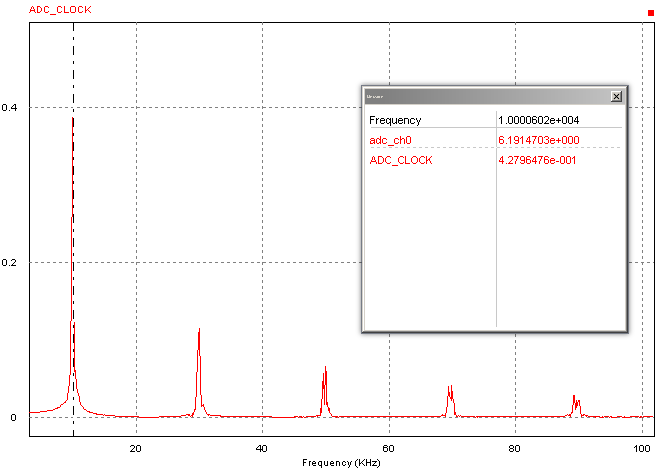 ADC_CLOCK
0.4
0.2
0
20
40
60
80
100
Frequency (KHz)
Measure
Frequency 1.0000602e+004
adc_ch0 6.1914703e+000
ADC_CLOCK 4.2796476e-001